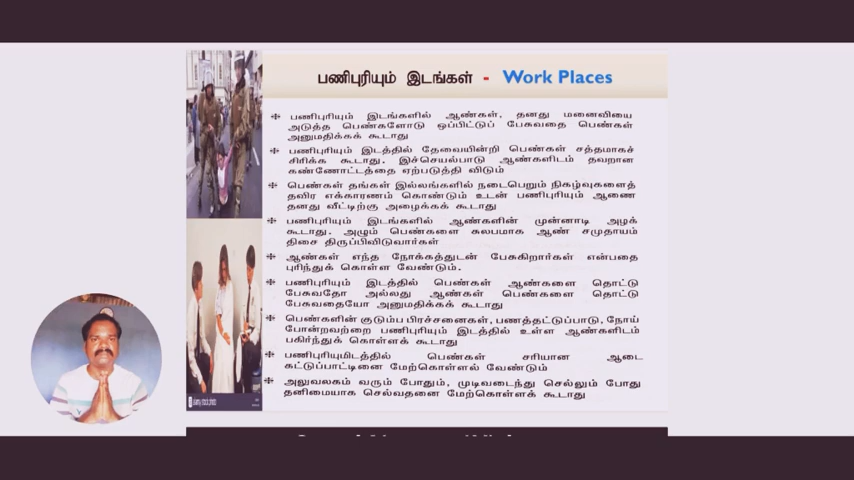 பணிபுரியும் இடங்கள் - Work Places
பணிபுரியும் இடங்களில் ஆண்கள், தனது மனைவியை
அடுத்த பெண்களோடு ஒப்பிட்டுப் பேசுவதை பெண்கள்
அனுமதிக்கக் கூடாது
பணிபுரியும் இடத்தில் தேவையின்றி பெண்கள் சத்தமாகச்
சிரிக்க கூடாது. இச்செயல்பாடு ஆண்களிடம் தவறான
கண்ணோட்டத்தை ஏற்படுத்தி விடும்
பெண்கள் தங்கள் இல்லங்களில் நடைபெறும் நிகழ்வுகளைத்
தவிர எக்காரணம் கொண்டும் உடன் பணிபுரியும் ஆணை
தனது வீட்டிற்கு அழைக்கக் கூடாது
பணிபுரியும் இடங்களில் ஆண்களின் முன்னாடி அழக்
கூடாது. அழும் பெண்களை சுலபமாக ஆண் சமுதாயம்
திசை திருப்பிவிடுவார்கள்
ஆண்கள் எந்த நோக்கத்துடன் பேசுகிறார்கள் என்பதை
புரிந்துக் கொள்ள வேண்டும்.
பணிபுரியும் இடத்தில் பெண்கள் ஆண்களை தொட்டு
பேசுவதோ அல்லது ஆண்கள் பெண்களை தொட்டு
பேசுவதையோ அனுமதிக்கக் கூடாது
பெண்களின் குடும்ப பிரச்சனைகள், பணத்தட்டுப்பாடு, நோய்
போன்றவற்றை பணிபுரியும் இடத்தில் உள்ள ஆண்களிடம்
பகிர்ந்துக் கொள்ளக் கூடாது
பணிபுரியுமிடத்தில் பெண்கள் சரியான ஆடை
கட்டுப்பாட்டினை மேற்கொள்ளல் வேண்டும்
அலுவலகம் வரும் போதும், முடிவடைந்து செல்லும் போது
தனிமையாக செல்வதனை மேற்கொள்ளக் கூடாது